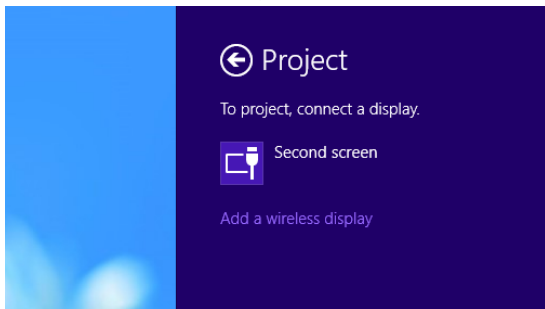 Project
To project, connect a display.
Second screen
Add a wireless display